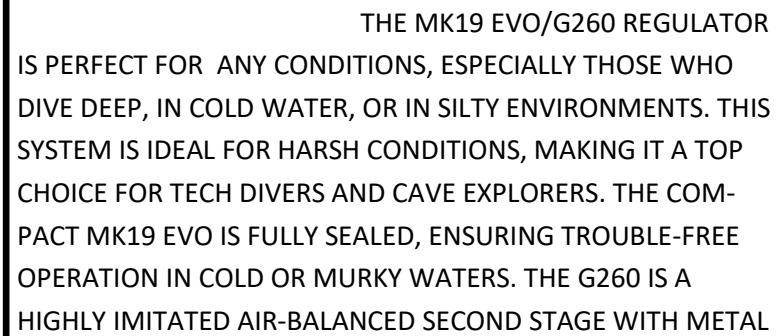 THE MK19 EVO/G260 REGULATOR
IS PERFECT FOR  ANY CONDITIONS, ESPECIALLY THOSE WHO
DIVE DEEP, IN COLD WATER, OR IN SILTY ENVIRONMENTS. THIS
SYSTEM IS IDEAL FOR HARSH CONDITIONS, MAKING IT A TOP
CHOICE FOR TECH DIVERS AND CAVE EXPLORERS. THE COM-
PACT MK19 EVO IS FULLY SEALED, ENSURING TROUBLE-FREE
OPERATION IN COLD OR MURKY WATERS. THE G260 IS A
HIGHLY IMITATED AIR-BALANCED SECOND STAGE WITH METAL